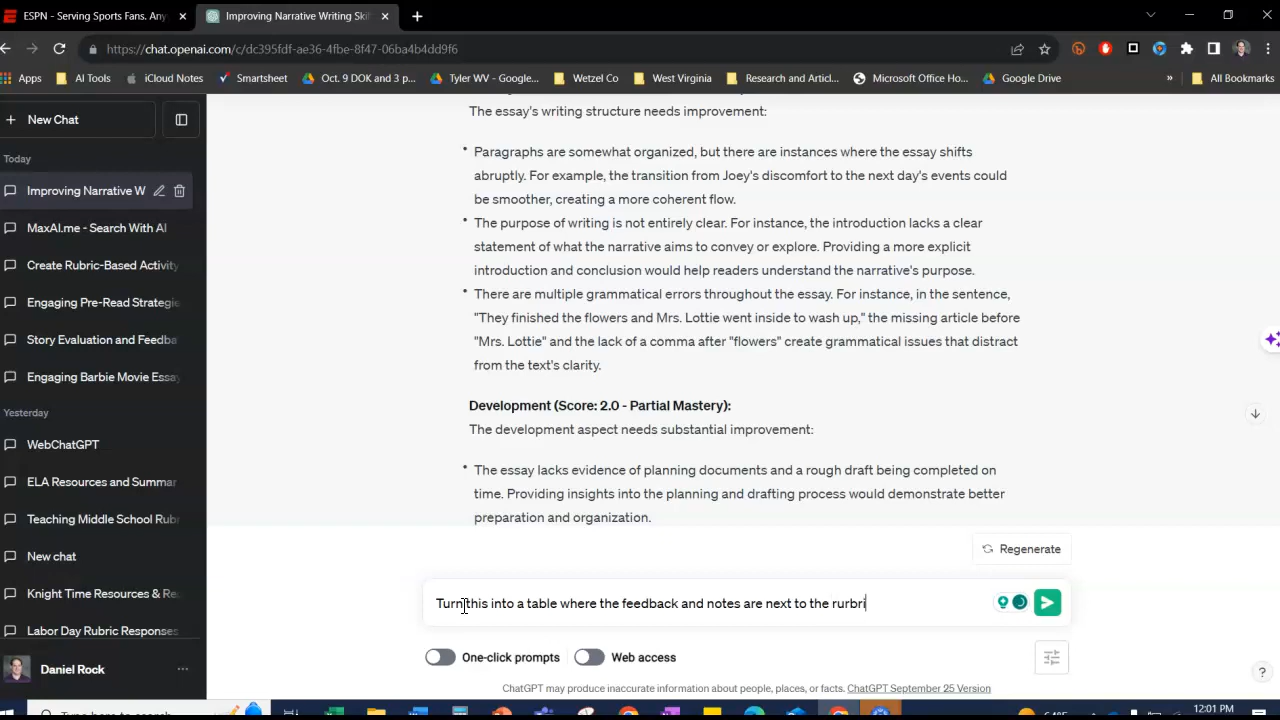 ESPN - Serving Sports Fans. Any
Improving Narrative Writing Skil
https://chat.openai.com/c/dc395fdf-ae36-4fbe-8f47-06ba4b4dd9f6
Apps
AI Tools
iCloud Notes
Smartsheet
Oct. 9 DOK and 3 p...
Tyler WV - Google...
Wetzel Co
West Virginia
Research and Articl...
Microsoft Office Ho...
Google Drive
»
All Bookmarks
New Chat
Today
Improving Narrative W
MaxAI.me - Search With AI
Create Rubric-Based Activity
Engaging Pre-Read Strategie
Story Evaluation and Feedba
Engaging Barbie Movie Essay
Yesterday
WebChatGPT
ELA Resources and Summar
Teaching Middle School Rubr
New chat
Knight Time Resources & Re
Labor Day Rubric Responses
Daniel Rock
The essay's writing structure needs improvement:
• Paragraphs are somewhat organized, but there are instances where the essay shifts
abruptly. For example, the transition from Joey's discomfort to the next day's events could
be smoother, creating a more coherent flow.
• The purpose of writing is not entirely clear. For instance, the introduction lacks a clear
statement of what the narrative aims to convey or explore. Providing a more explicit
introduction and conclusion would help readers understand the narrative's purpose.
• There are multiple grammatical errors throughout the essay. For instance, in the sentence,
"They finished the flowers and Mrs. Lottie went inside to wash up," the missing article before
"Mrs. Lottie" and the lack of a comma after "flowers" create grammatical issues that distract
from the text's clarity.
Development (Score: 2.0 - Partial Mastery):
The development aspect needs substantial improvement:
• The essay lacks evidence of planning documents and a rough draft being completed on
time. Providing insights into the planning and drafting process would demonstrate better
preparation and organization.
Regenerate
Turn this into a table where the feedback and notes are next to the rurbri
One-click prompts
Web access
ChatGPT may produce inaccurate information about people, places, or facts. ChatGPT September 25 Version
?
12:01 PM